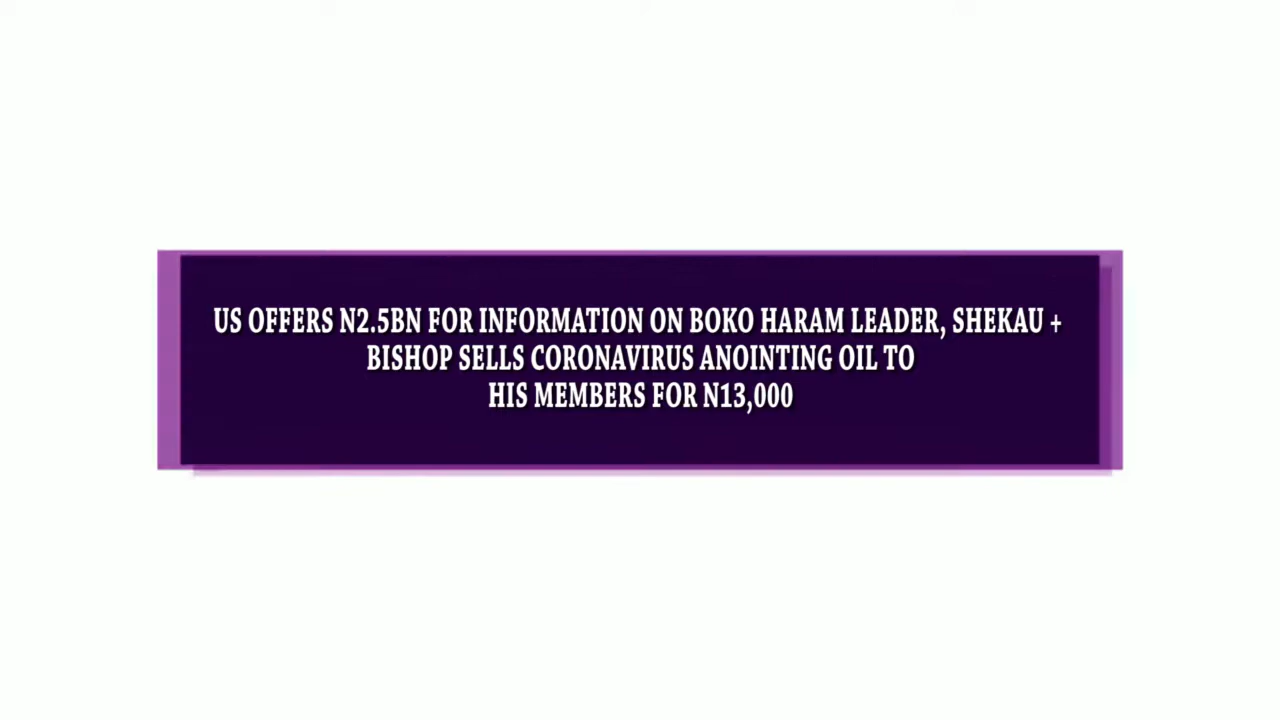 US OFFERS N2.5BN FOR INFORMATION ON BOKO HARAM LEADER, SHEKAU +
BISHOP SELLS CORONAVIRUS ANOINTING OIL TO
HIS MEMBERS FOR N13,000